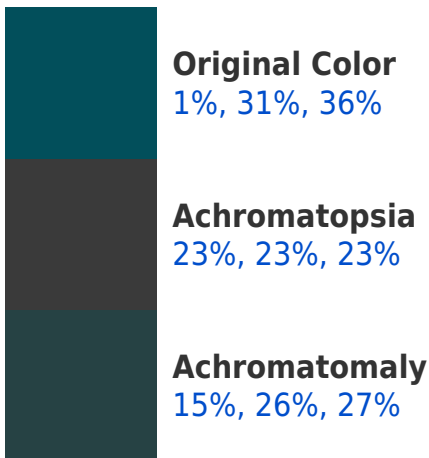 Original Color
1%, 31%, 36%
Achromatopsia
23%, 23%, 23%
Achromatomaly
15%, 26%, 27%